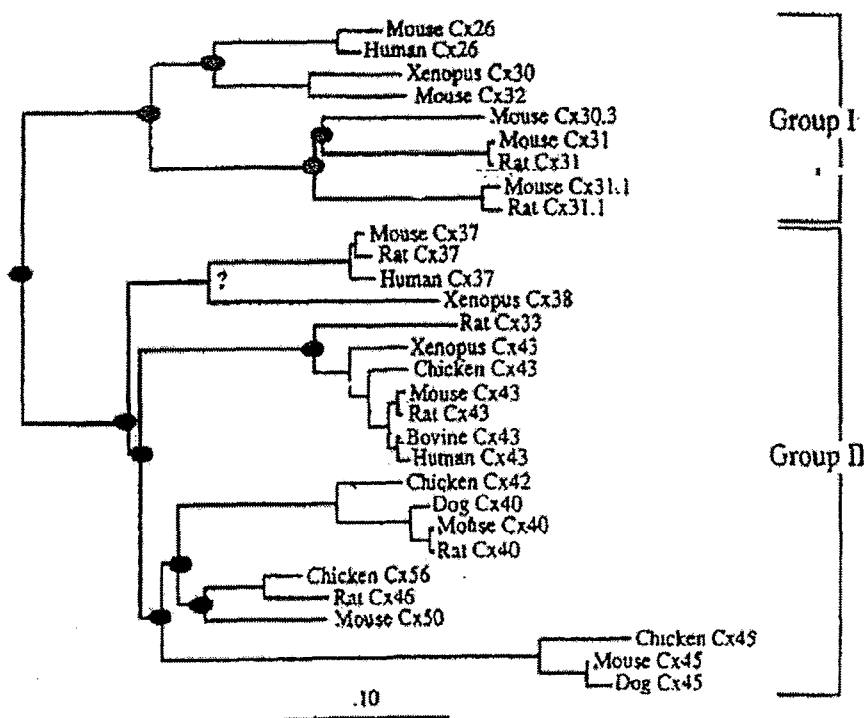 Mouse Cx26
Human Cx26
Xenopus Cx30
Mouse Cx32
Mouse Cx30.3
Mouse Cx31
Rat Cx31
Mouse Cx31.1
Rat Cx31.1
Group I
Mouse Cx37
Rat Cx37
?
Human Cx37
Xenopus Cx38
Rat Cx33
Xenopus Cx43
Chicken Cx43
Mouse Cx43
Rat Cx43
Bovine Cx43
Human Cx43
Group II
Chicken Cx42
Dog Cx40
Mouse Cx40
Rat Cx40
Chicken Cx56
Rat Cx46
Mouse Cx50
Chicken Cx45
Mouse Cx45
Dog Cx45
.10